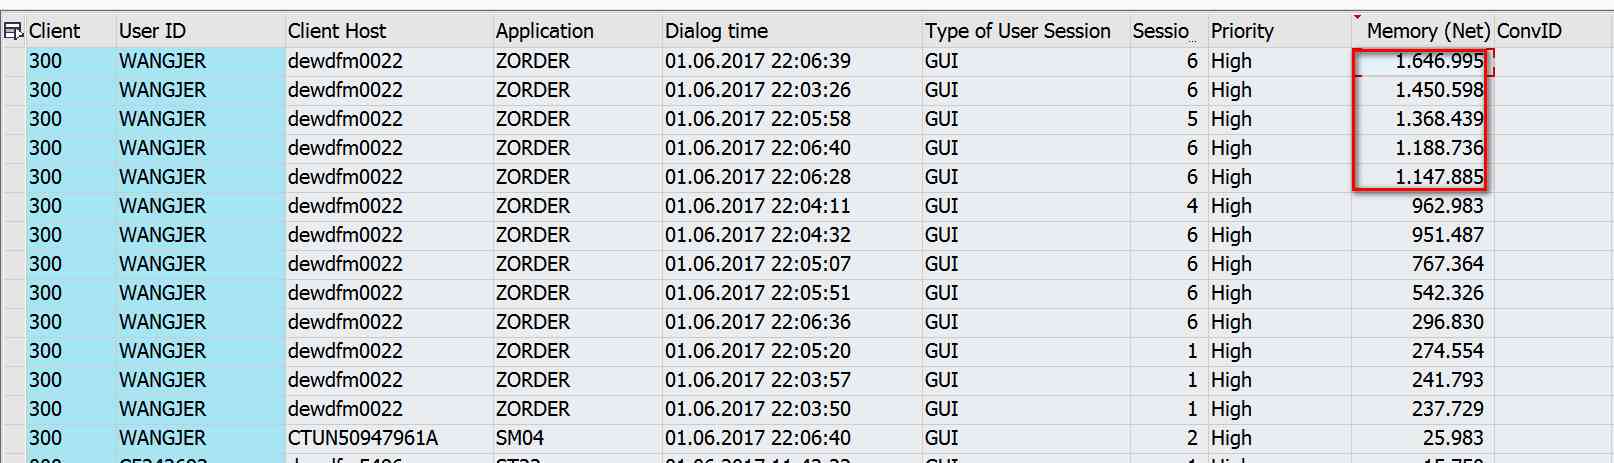 Client User ID Client Host Application Dialog time Type of User Session Sessio.. Priority Memory (Net) ConvID
300 WANGJER dewdfm0022 ZORDER 01.06.2017 22:06:39 GUI 6 High 1.646.995
300 WANGJER dewdfm0022 ZORDER 01.06.2017 22:03:26 GUI 6 High 1.450.598
300 WANGJER dewdfm0022 ZORDER 01.06.2017 22:05:58 GUI 5 High 1.368.439
300 WANGJER dewdfm0022 ZORDER 01.06.2017 22:06:40 GUI 6 High 1.188.736
300 WANGJER dewdfm0022 ZORDER 01.06.2017 22:06:28 GUI 6 High 1.147.885
300 WANGJER dewdfm0022 ZORDER 01.06.2017 22:04:11 GUI 4 High 962.983
300 WANGJER dewdfm0022 ZORDER 01.06.2017 22:04:32 GUI 6 High 951.487
300 WANGJER dewdfm0022 ZORDER 01.06.2017 22:05:07 GUI 6 High 767.364
300 WANGJER dewdfm0022 ZORDER 01.06.2017 22:05:51 GUI 6 High 542.326
300 WANGJER dewdfm0022 ZORDER 01.06.2017 22:06:36 GUI 6 High 296.830
300 WANGJER dewdfm0022 ZORDER 01.06.2017 22:05:20 GUI 1 High 274.554
300 WANGJER dewdfm0022 ZORDER 01.06.2017 22:03:57 GUI 1 High 241.793
300 WANGJER dewdfm0022 ZORDER 01.06.2017 22:03:50 GUI 1 High 237.729
300 WANGJER CTUN50947961A SM04 01.06.2017 22:06:40 GUI 2 High 25.983
GUI 1 High